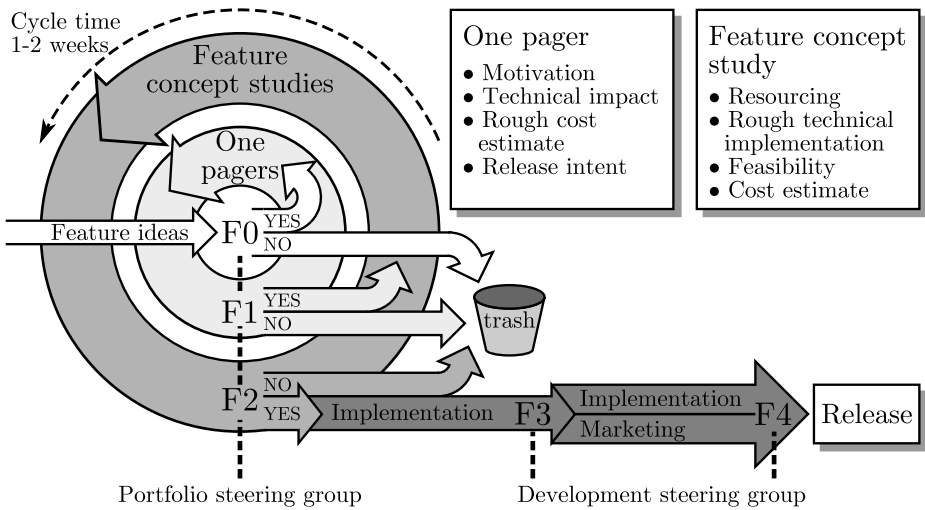 Cycle time
1-2 weeks
Feature
concept studies
One
pagers
Feature ideas
F0
YES
NO
F1
YES
NO
F2
NO
YES
trash
Implementation
F3
Implementation
Marketing
F4
Release
Portfolio steering group
Development steering group
One pager
● Motivation
● Technical impact
● Rough cost
estimate
● Release intent
Feature concept
study
● Resourcing
● Rough technical
implementation
● Feasibility
● Cost estimate